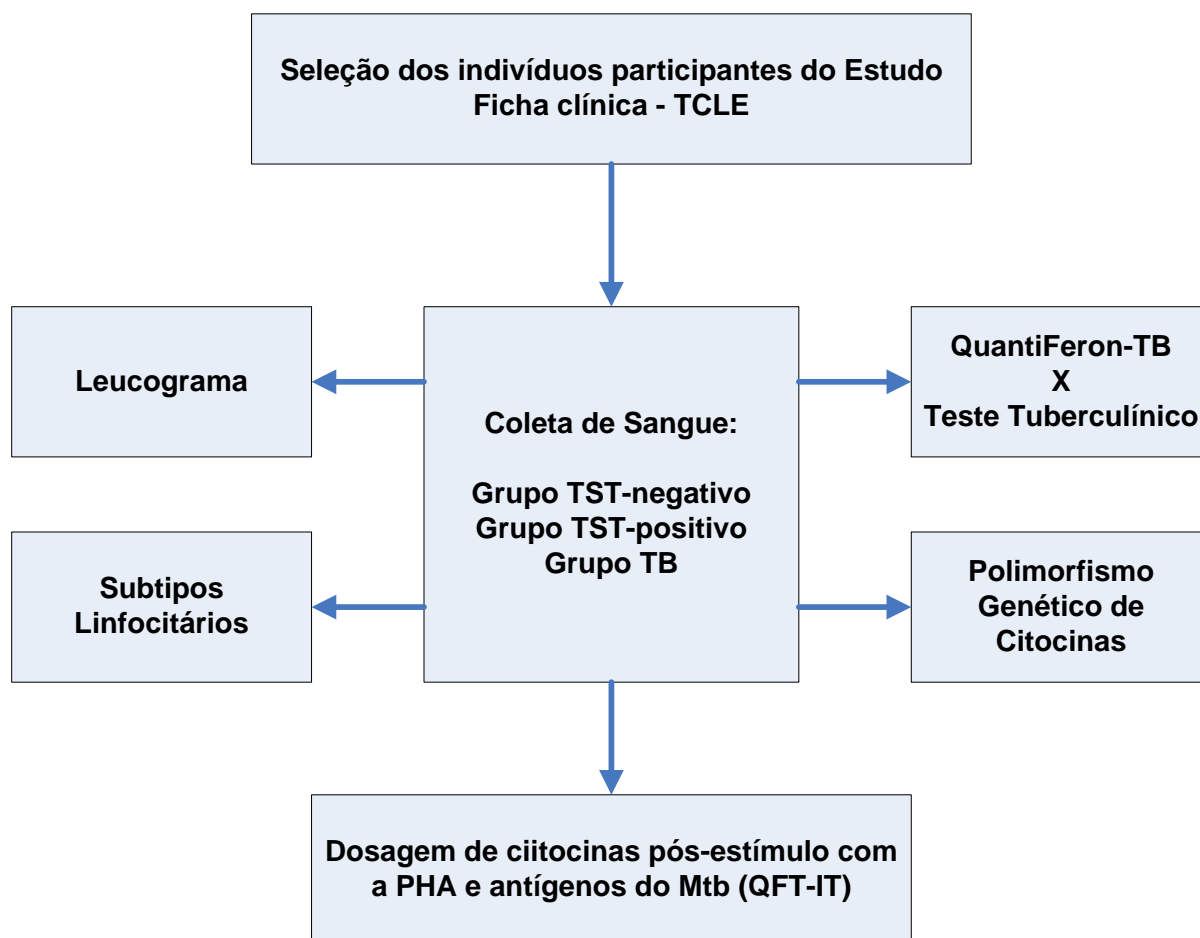 Seleção dos indivíduos participantes do Estudo
Ficha clínica - TCLE
Leucograma
Coleta de Sangue:
Grupo TST-negativo
Grupo TST-positivo
Grupo TB
QuantiFeron-TB
X
Teste Tuberculínico
Subtipos
Linfocitários
Polimorfismo
Genético de
Citocinas
Dosagem de ciitocinas pós-estímulo com
a PHA e antígenos do Mtb (QFT-IT)